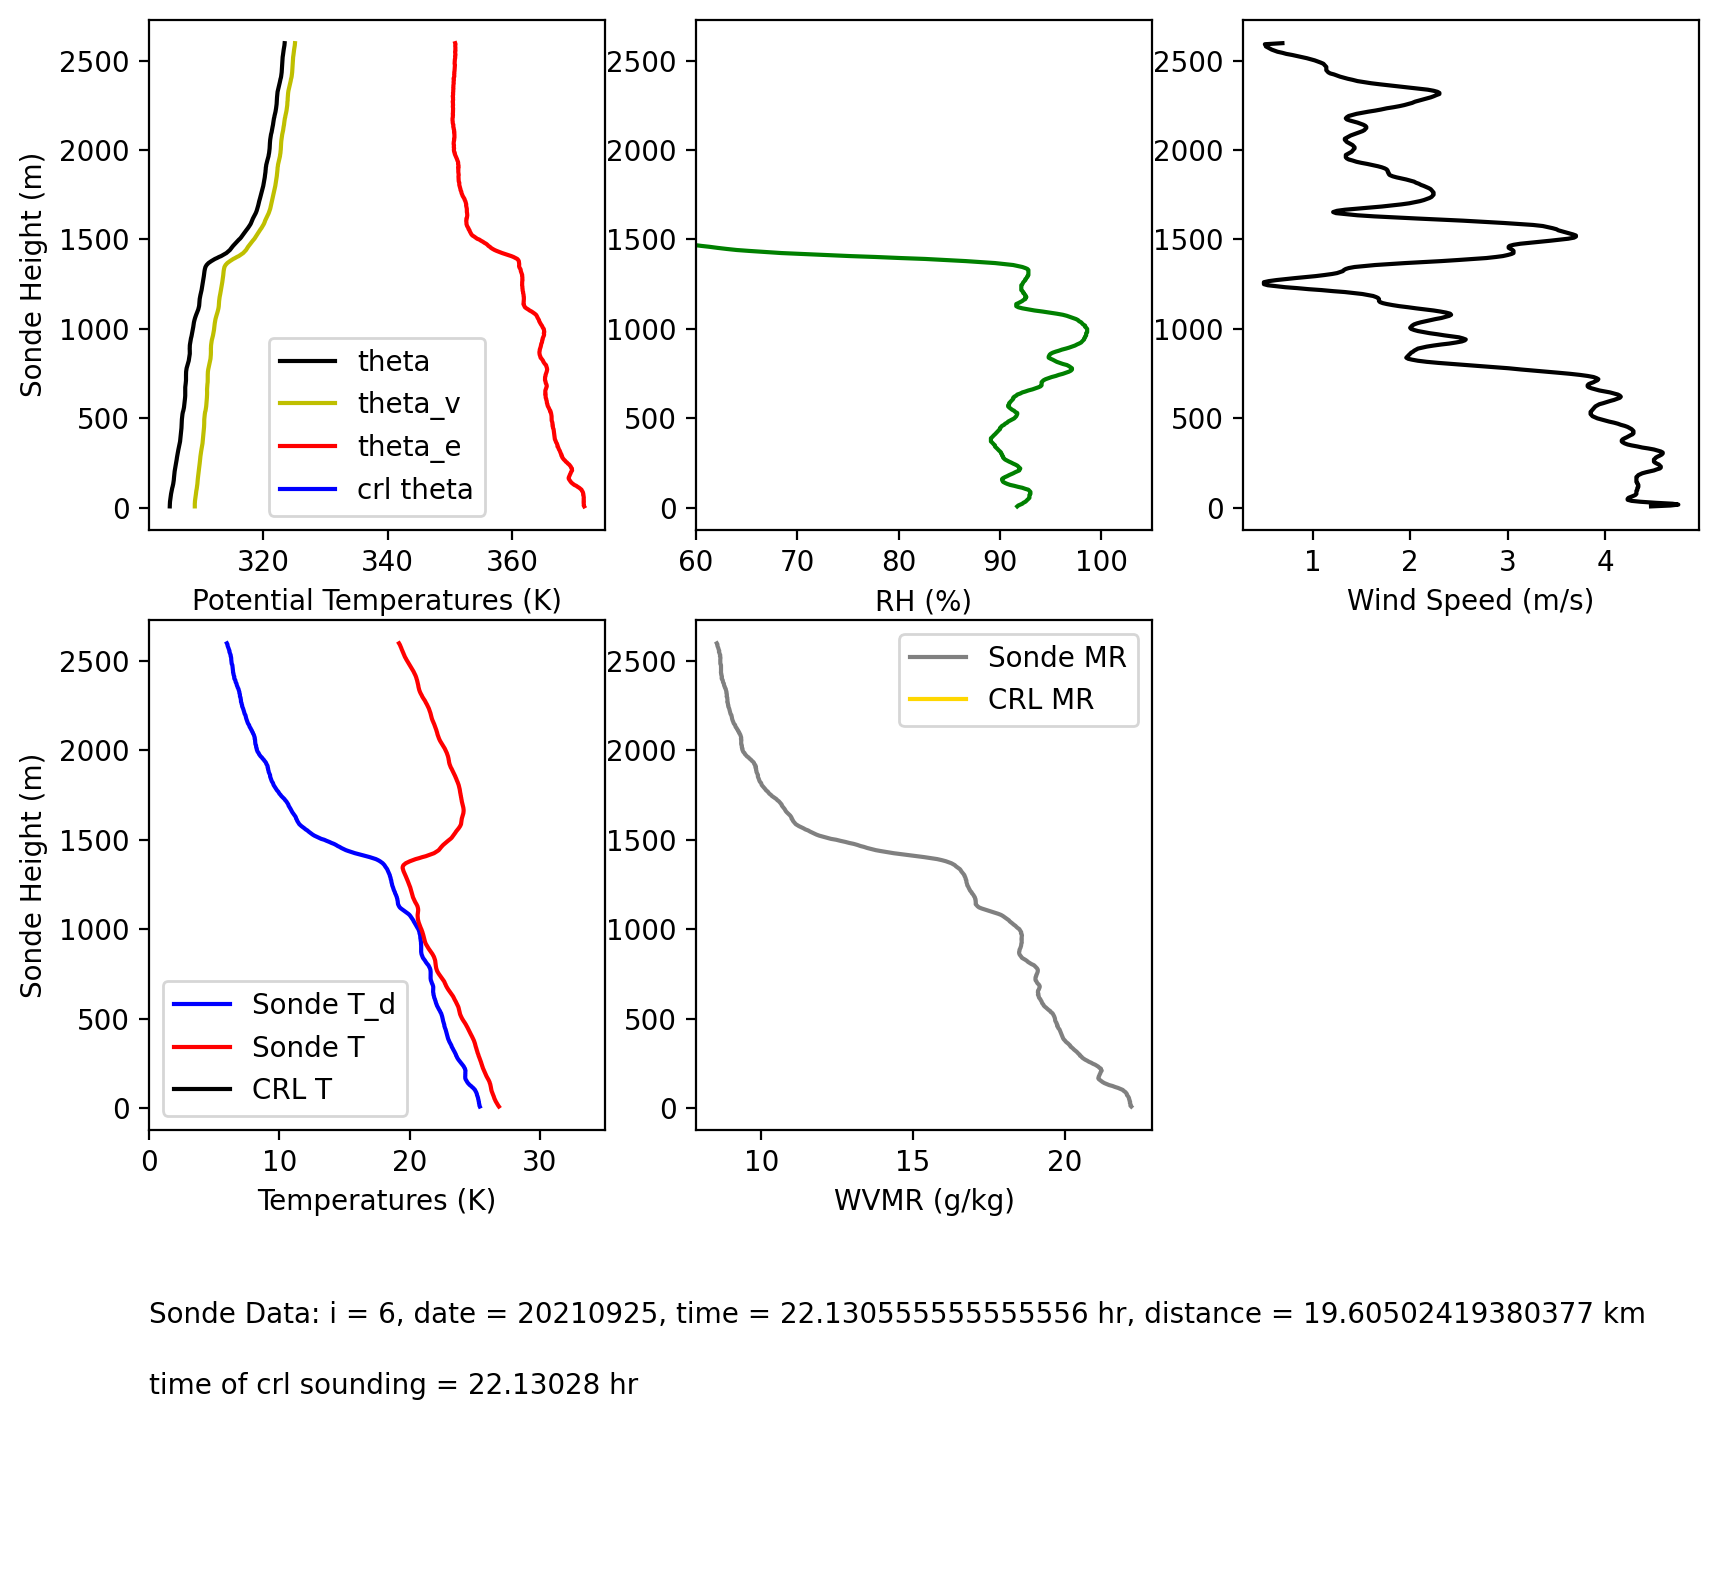 Sonde Height (m)
2500
2000
1500
1000
500
0
320
340
360
Potential Temperatures (K)
theta
theta_v
theta_e
crl theta
2500
2000
1500
1000
500
0
60
70
80
90
100
RH (%)
2500
2000
1500
1000
500
0
1
2
3
4
Wind Speed (m/s)
Sonde Height (m)
2500
2000
1500
1000
500
0
0
10
20
30
Temperatures (K)
Sonde T_d
Sonde T
CRL T
2500
2000
1500
1000
500
0
10
15
20
WVMR (g/kg)
Sonde MR
CRL MR
Sonde Data: i = 6, date = 20210925, time = 22.130555555555556 hr, distance = 19.60502419380377 km
time of crl sounding = 22.13028 hr